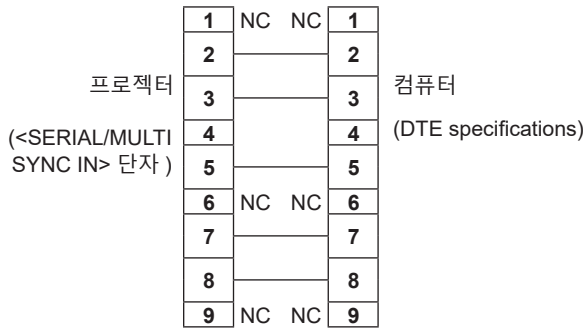 1 NC NC 1
2 2
프로젝터
3 3
컴퓨터
(<SERIAL/MULTI
SYNC IN> 단자 )
4 4
(DTE specifications)
5 5
6 NC NC 6
7 7
8 8
9 NC NC 9